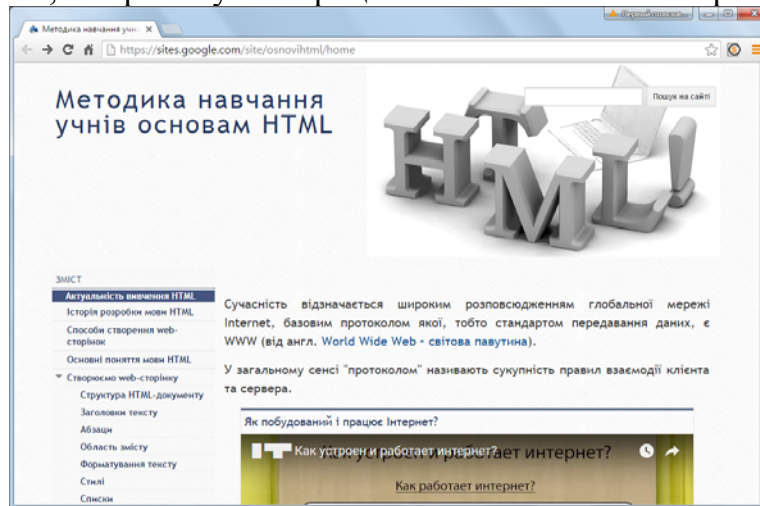 Методика навчання учн
https://sites.google.com/site/osnovihtml/home
Методика навчання
учнів основам HTML
Пошук на сайті
HTML!
ЗМІСТ
Актуальність вивчення HTML
Історія розробки мови HTML
Способи створення web-
сторінок
Основні поняття мови HTML
Створюємо web-сторінку
Структура HTML-документу
Заголовки тексту
Абзаци
Область змісту
Форматування тексту
Стилі
Списки
Сучасність відзначається широким розповсюдженням глобальної мережі
Internet, базовим протоколом якої, тобто стандартом передавання даних, є
WWW (від англ. World Wide Web - світова павутина).
У загальному сенсі "протоколом" називають сукупність правил взаємодії клієнта
та сервера.
Як побудований і працює Інтернет?
Как устроен и работает интернет?
Как работает интернет?